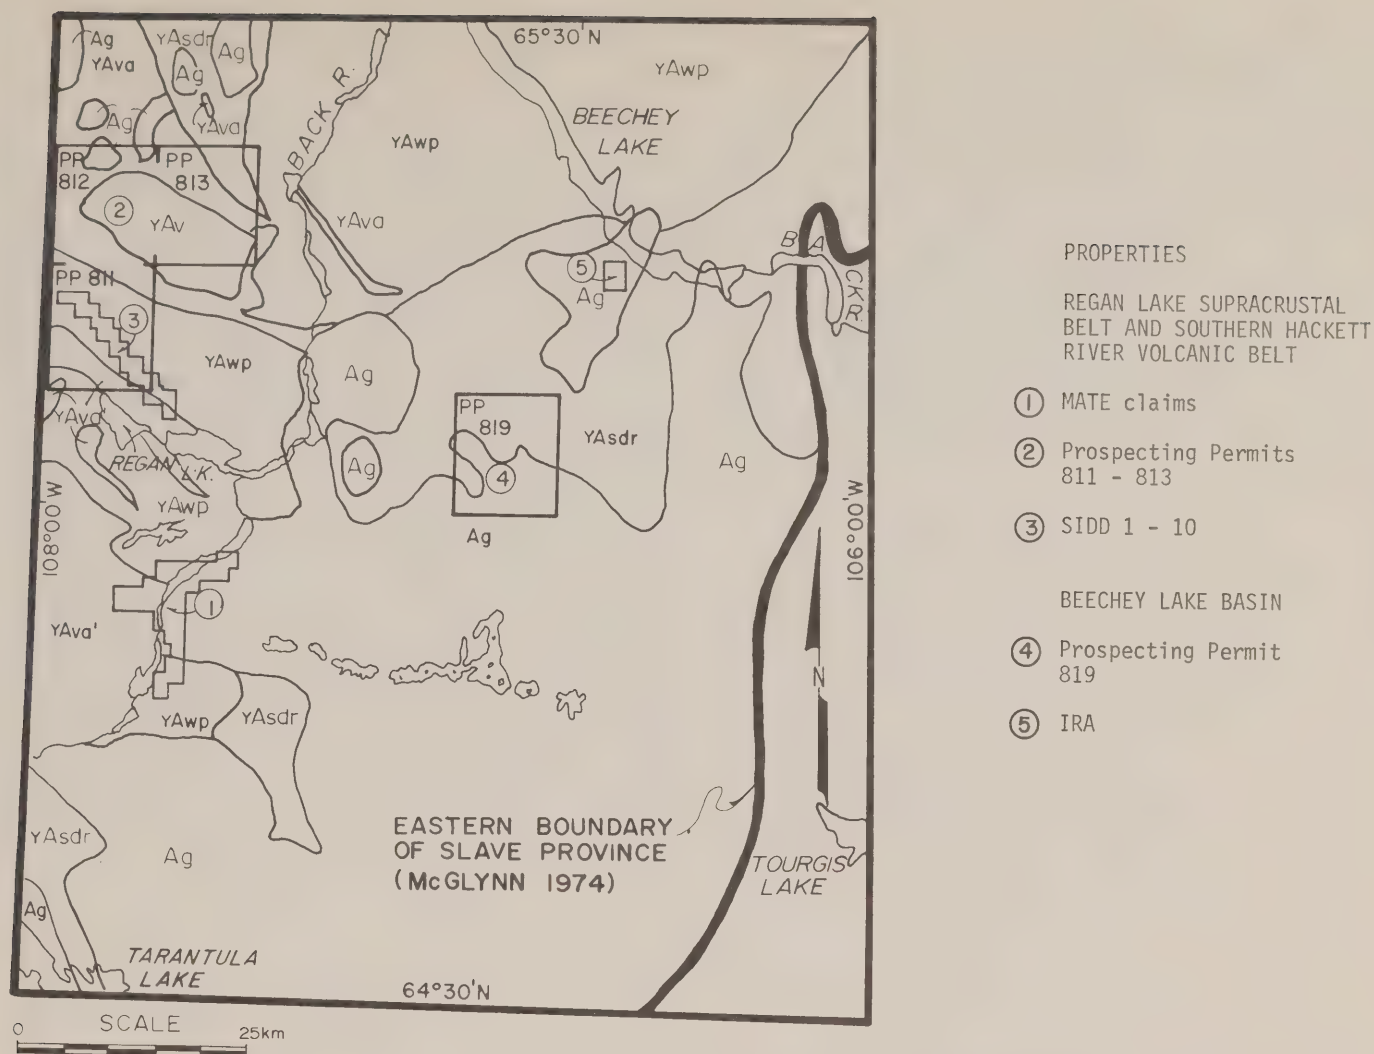 65°30'N
Ag
YAsdr
Ag
YAva
Ag
YAwp
BACK R.
Ag
YAva
BEECHEY
LAKE
YAwp
PP
812
PP
813
2
YAv
YAva
BACK R.
5
Ag
PP 811
3
YAwp
Ag
PP
819
YAsdr
Ag
YAva'
REGAN LK.
Ag
4
YAwp
Ag
108°00'W
106°00'W
1
YAva'
N
YAwp
YAsdr
YAsdr
Ag
EASTERN BOUNDARY
OF SLAVE PROVINCE
(McGLYNN 1974)
TOURGIS
LAKE
Ag
TARANTULA
LAKE
64°30'N
SCALE
0 25km
PROPERTIES
REGAN LAKE SUPRACRUSTAL
BELT AND SOUTHERN HACKETT
RIVER VOLCANIC BELT
1 MATE claims
2 Prospecting Permits
811 - 813
3 SIDD 1 - 10
BEECHEY LAKE BASIN
4 Prospecting Permit
819
5 IRA